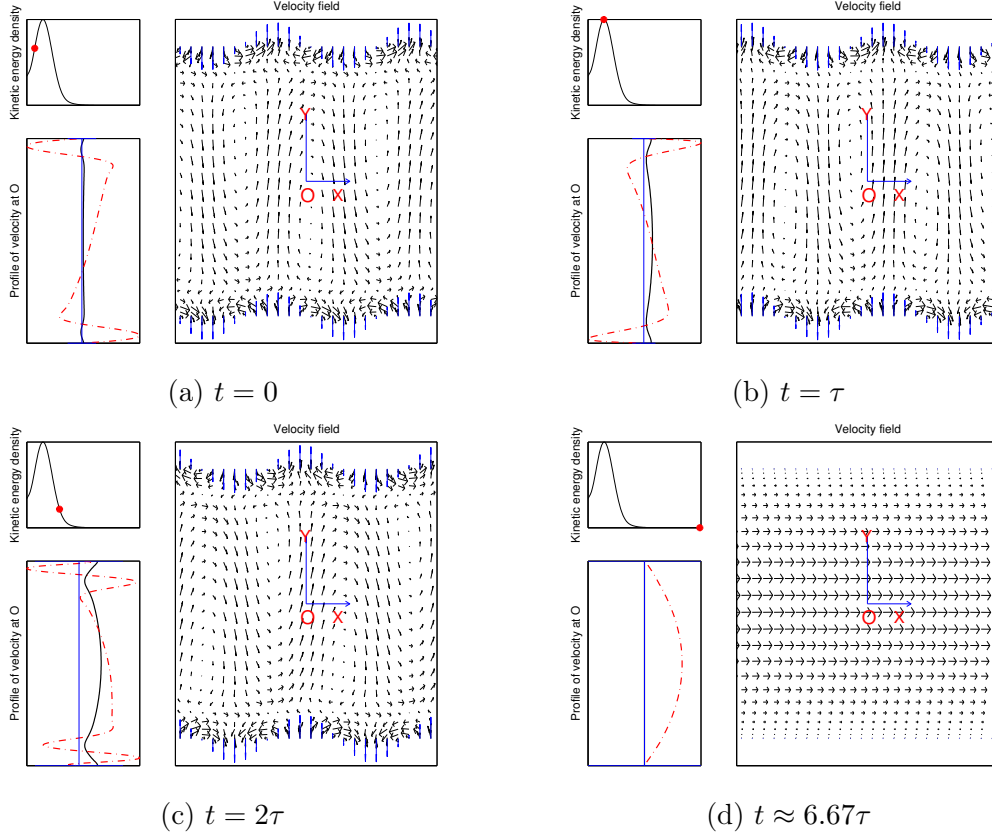 Velocity field
Kinetic energy density
Profile of velocity at O
Y
O X
(a) t = 0
Velocity field
Kinetic energy density
Profile of velocity at O
Y
O X
(b) t = τ
Velocity field
Kinetic energy density
Profile of velocity at O
Y
O X
(c) t = 2τ
Velocity field
Kinetic energy density
Profile of velocity at O
Y
O X
(d) t ≈ 6.67τ